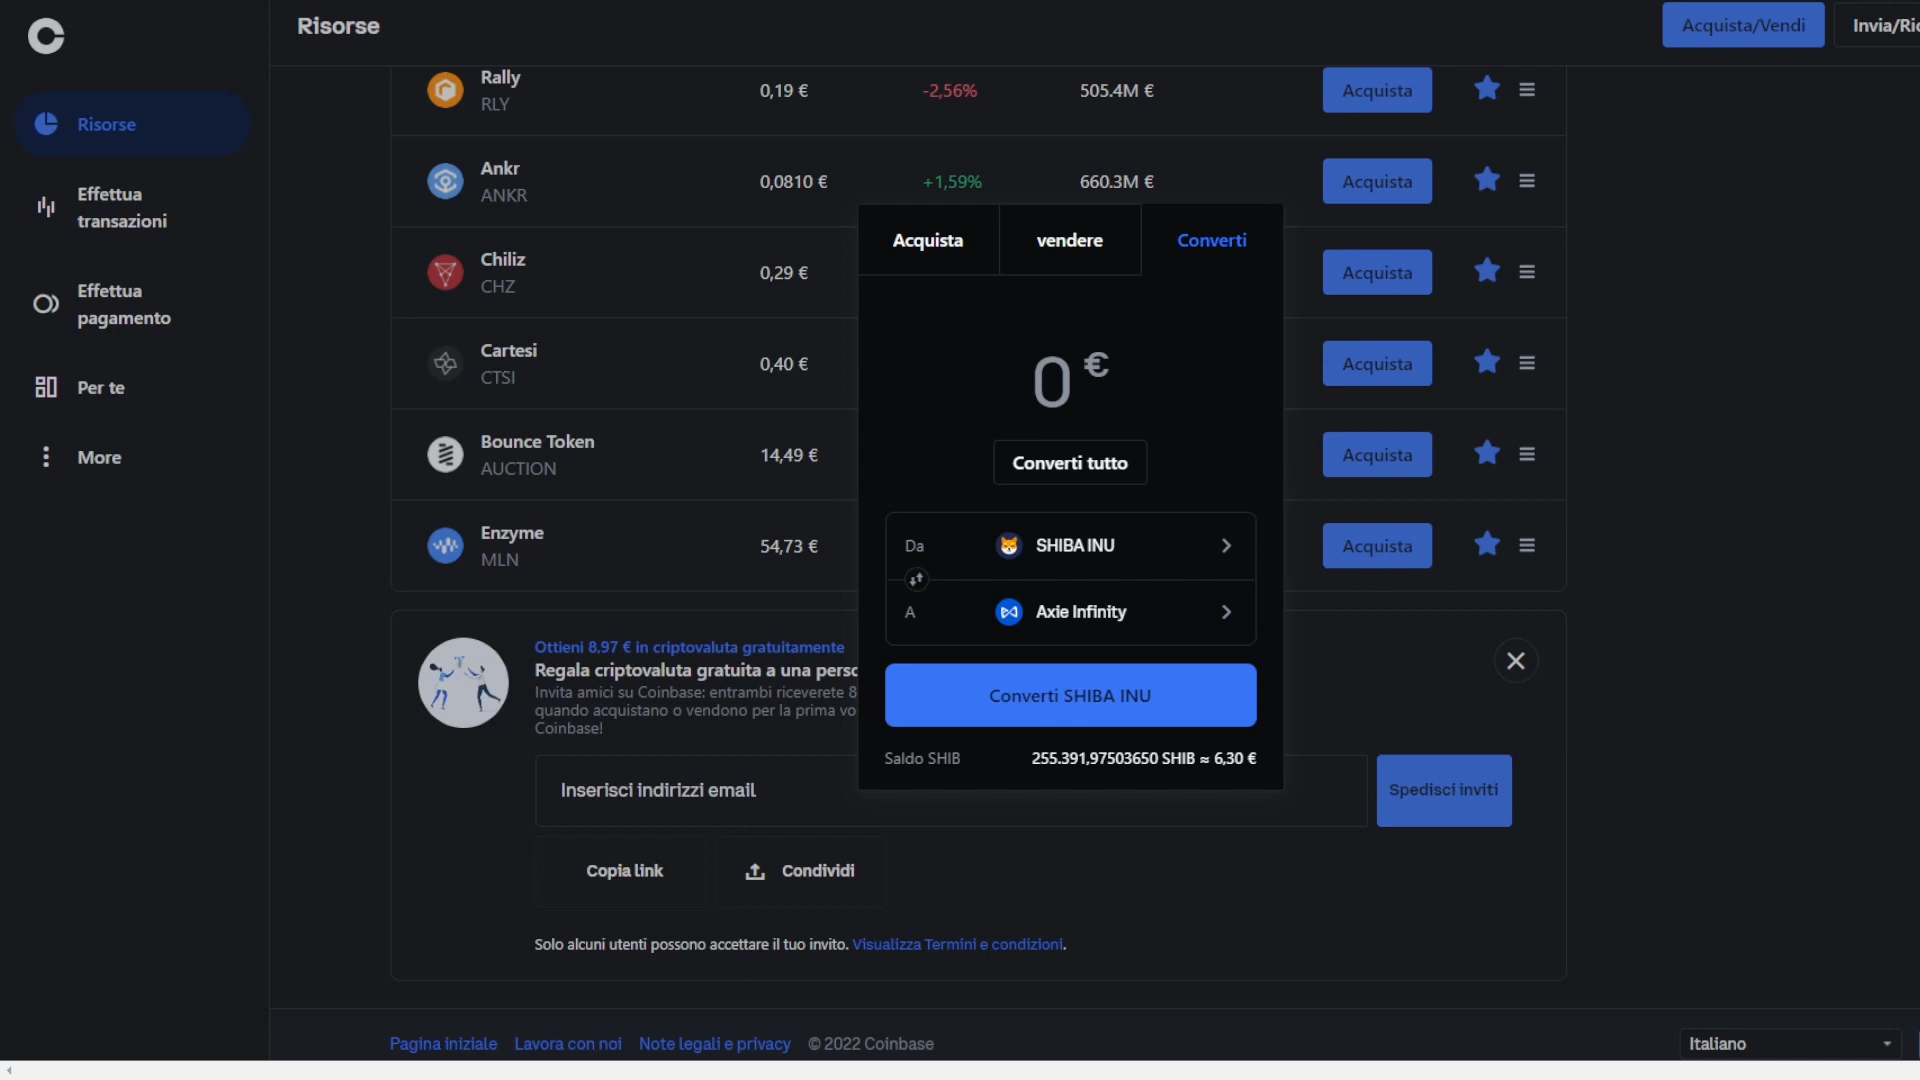 Risorse
Acquista/Vendi
Risorse
Effettua
transazioni
Effettua
pagamento
Per te
More
Rally
RLY
0,19 €
-2,56%
505.4M €
Acquista
Ankr
ANKR
0,0810 €
+1,59%
660.3M €
Acquista
Chiliz
CHZ
0,29 €
Acquista
Cartesi
CTSI
0,40 €
Acquista
Bounce Token
AUCTION
14,49 €
Acquista
Enzyme
MLN
54,73 €
Acquista
Acquista
vendere
Converti
0 €
Converti tutto
Da
SHIBA INU
A
Axie Infinity
Converti SHIBA INU
Saldo SHIB
255.391,97503650 SHIB ≈ 6,30 €
Ottieni 8,97 € in criptovaluta gratuitamente
Regala criptovaluta gratuita a una
Invita amici su Coinbase: entrambi riceverete 8
quando acquistano o vendono per la prima
Coinbase!
Inserisci indirizzi email
Spedisci inviti
Copia link
Condividi
Solo alcuni utenti possono accettare il tuo invito. Visualizza Termini e condizioni.
Pagina iniziale
Lavora con noi
Note legali e privacy
© 2022 Coinbase
Italiano